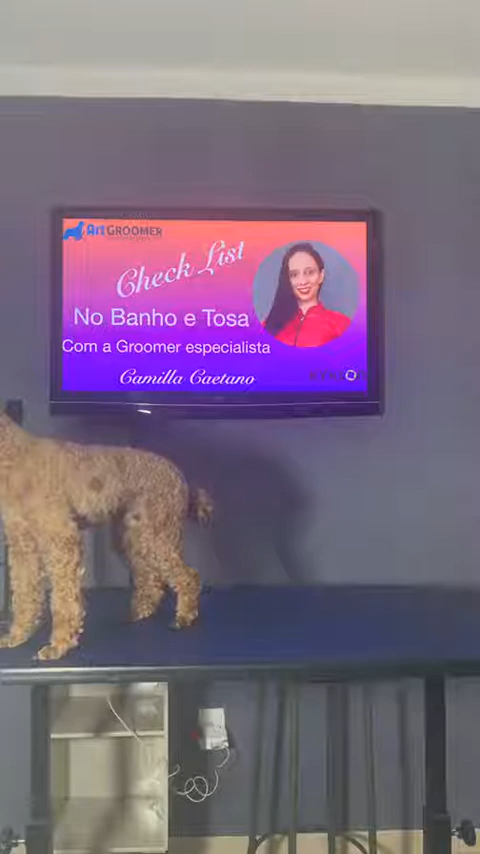 ArtGROOMER
Check List
No Banho e Tosa
Com a Groomer especialista
Camilla Caetano